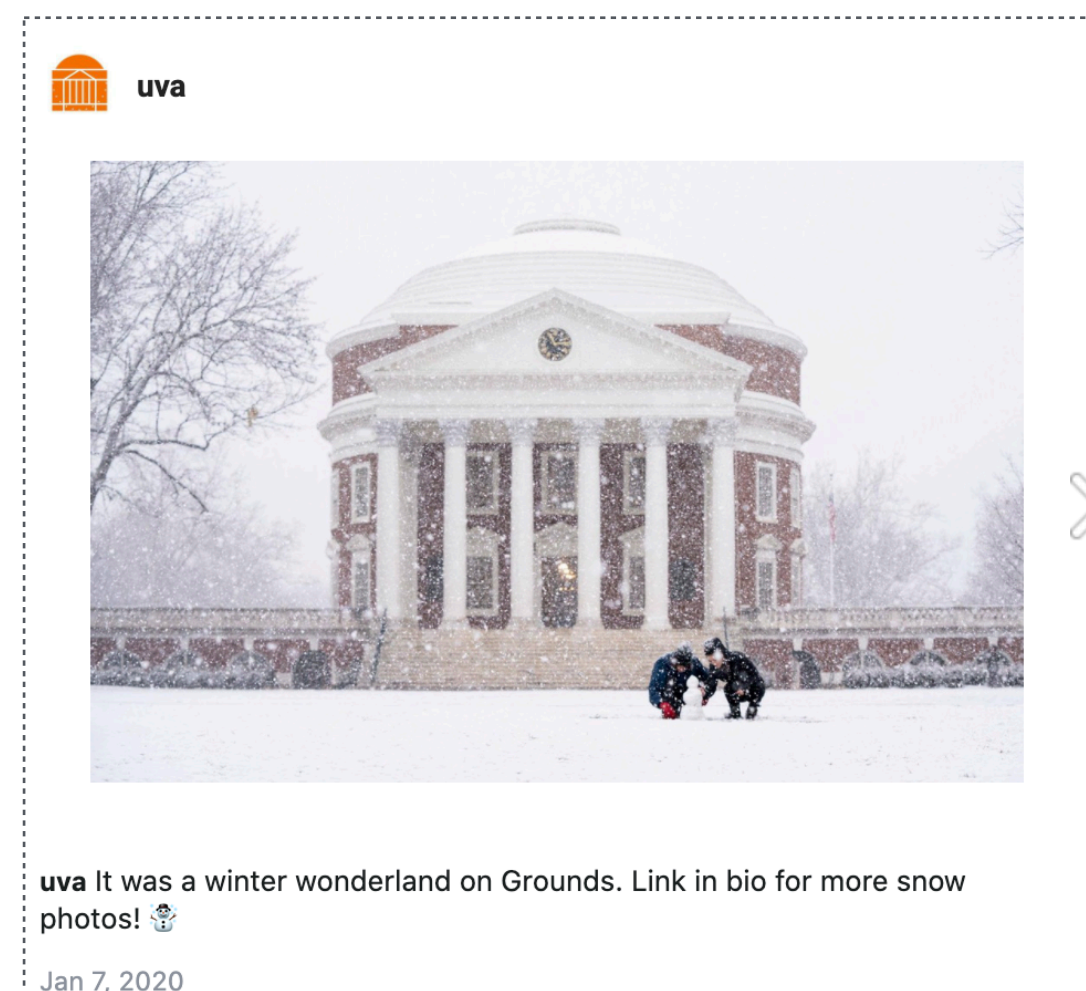 uva
uva It was a winter wonderland on Grounds. Link in bio for more snow
photos! ☃️
Jan 7, 2020